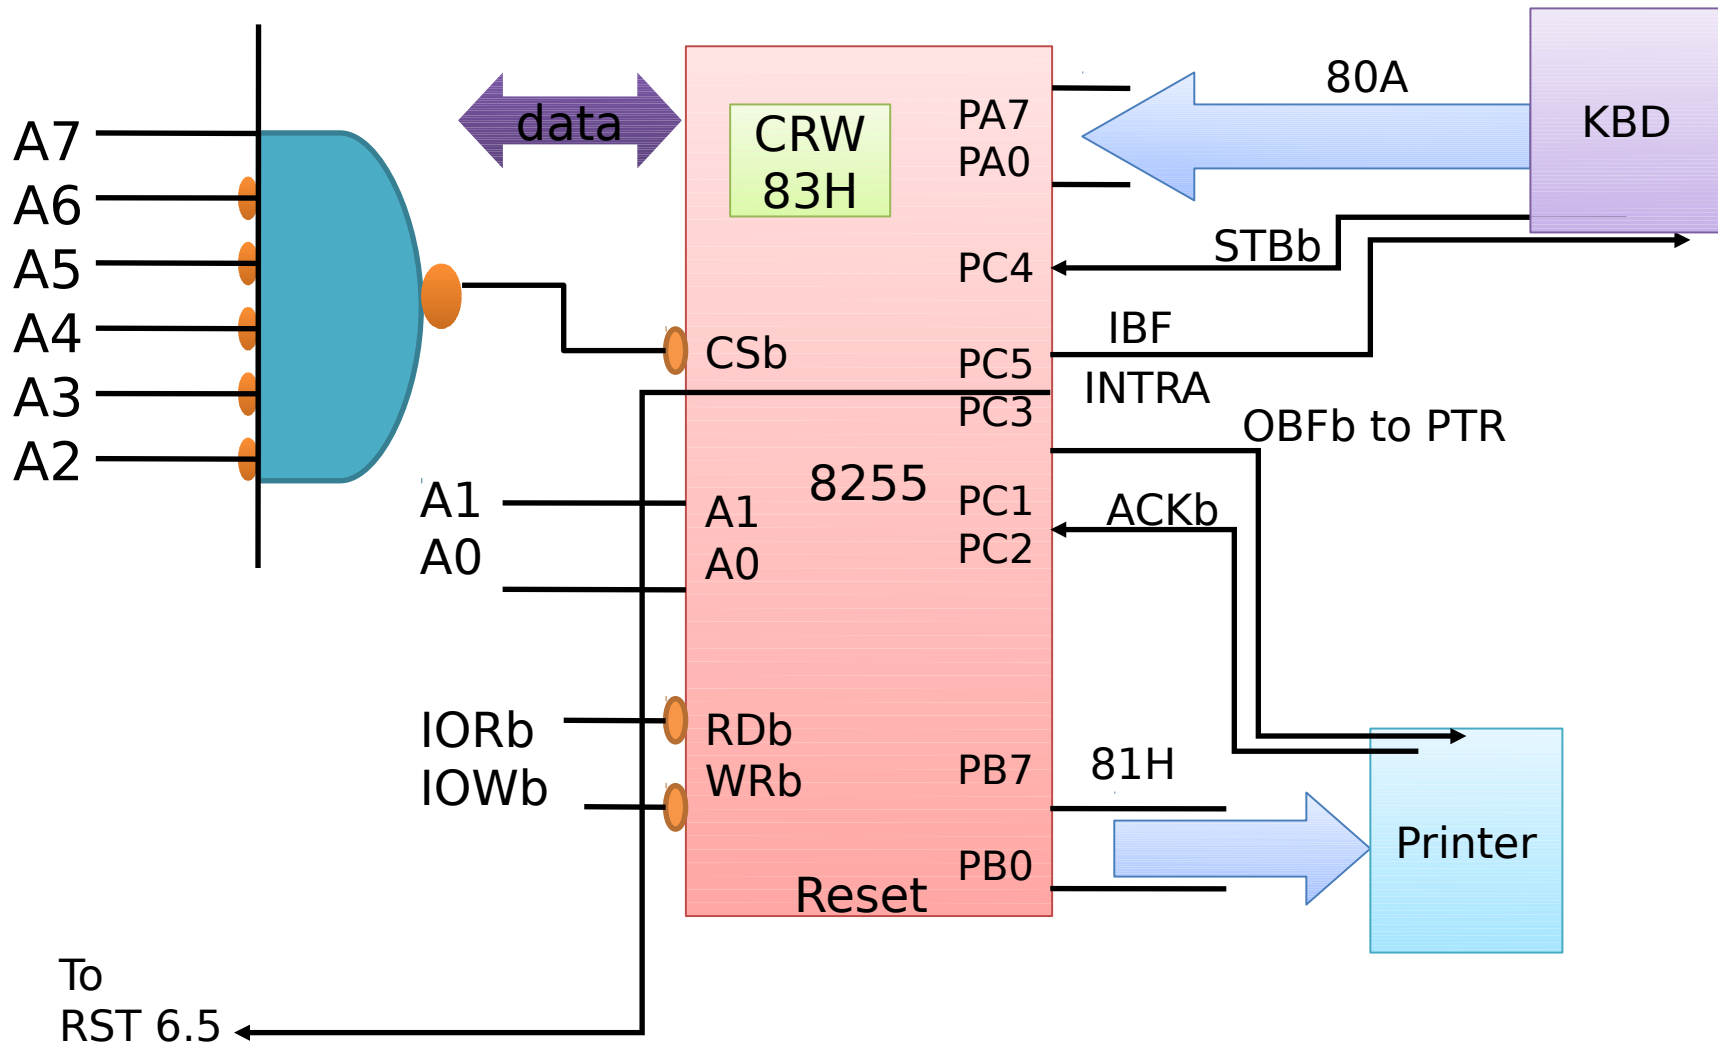 A7
A6
A5
A4
A3
A2
data
CRW
83H
PA7
PA0
80A
KBD
STBb
PC4
IBF
CSb
PC5
INTRA
PC3
OBFb to PTR
8255
A1
A0
A1
A0
PC1
PC2
ACKb
IORb
IOWb
RDb
WRb
PB7
81H
PB0
Printer
Reset
To
RST 6.5